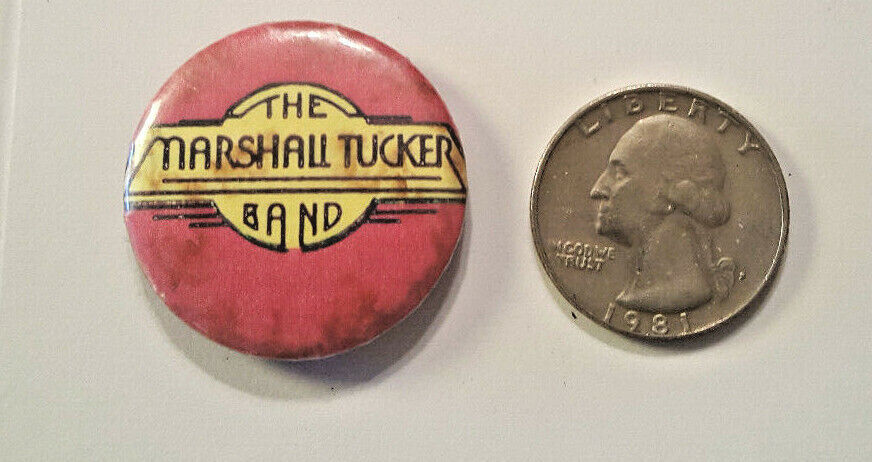 THE
MARSHALL TUCKER
BAND
LIBERTY
IN GOD WE
TRUST
P
1981